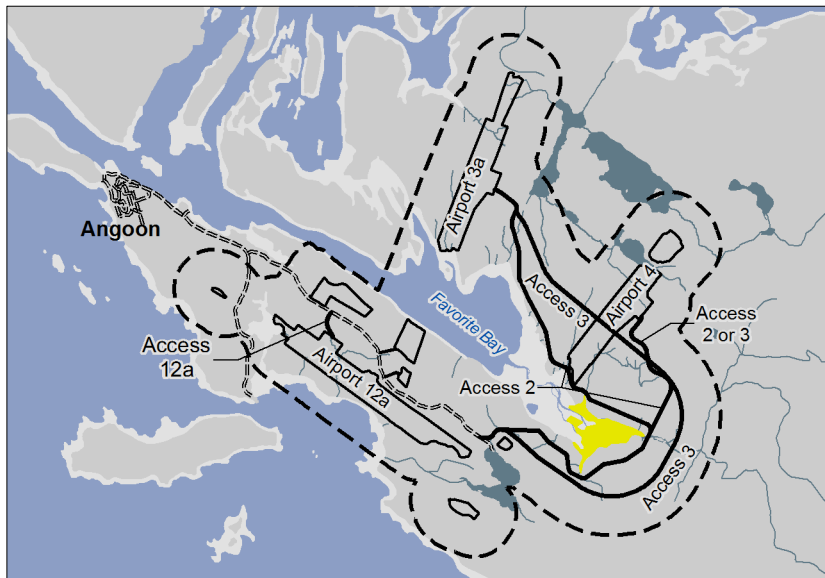 Airport 3a
Angoon
Access 3
Airport 4
Favorite Bay
Access
2 or 3
Access
12a
Airport 12a
Access 2
Access 3